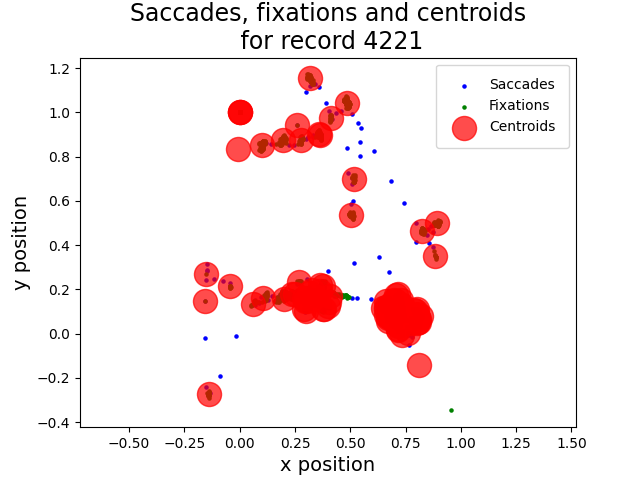 Saccades, fixations and centroids
for record 4221
Saccades
Fixations
Centroids
1.2
1.0
0.8
0.6
0.4
0.2
0.0
−0.2
−0.4
y position
−0.50 −0.25 0.00 0.25 0.50 0.75 1.00 1.25 1.50
x position